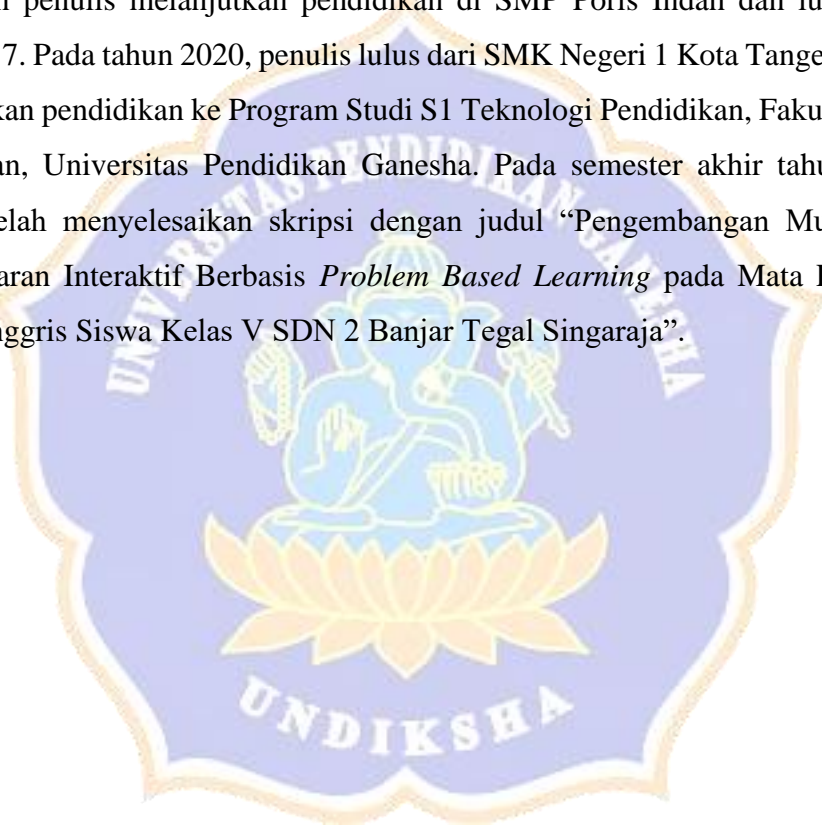 penulis melanjutkan pendidikan di SMP Poris Indah dan lu
7. Pada tahun 2020, penulis lulus dari SMK Negeri 1 Kota Tange
kan pendidikan ke Program Studi S1 Teknologi Pendidikan, Faku
an, Universitas Pendidikan Ganesha. Pada semester akhir tahu
elah menyelesaikan skripsi dengan judul “Pengembangan Mu
aran Interaktif Berbasis Problem Based Learning pada Mata
nggris Siswa Kelas V SDN 2 Banjar Tegal Singaraja”.
UNIVERSITAS PENDIDIKAN GANESHA
UNDIKSHA